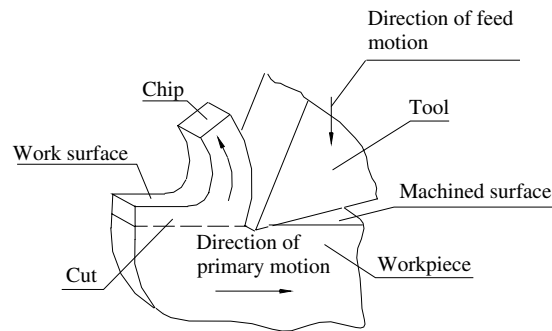 Direction of feed
motion
Chip
Tool
Work surface
Machined surface
Direction of
primary motion
Cut
Workpiece